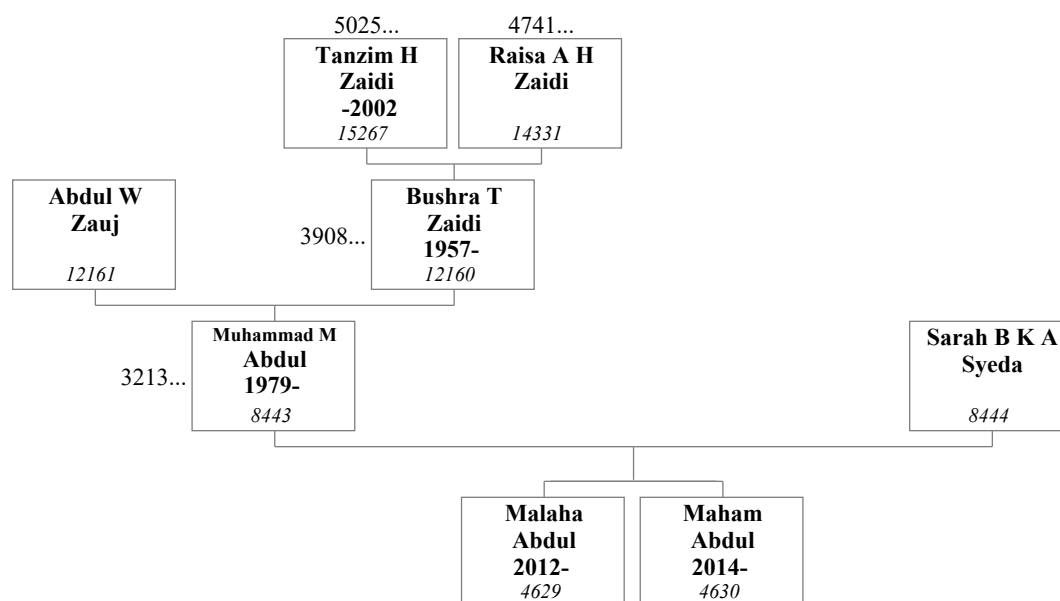 5025...
4741...
Tanzim H
Zaidi
-2002
15267
Raisa A H
Zaidi
14331
Abdul W
Zauj
12161
3908...
Bushra T
Zaidi
1957-
12160
3213...
Muhammad M
Abdul
1979-
8443
Sarah B K A
Syeda
8444
Malaha
Abdul
2012-
4629
Maham
Abdul
2014-
4630